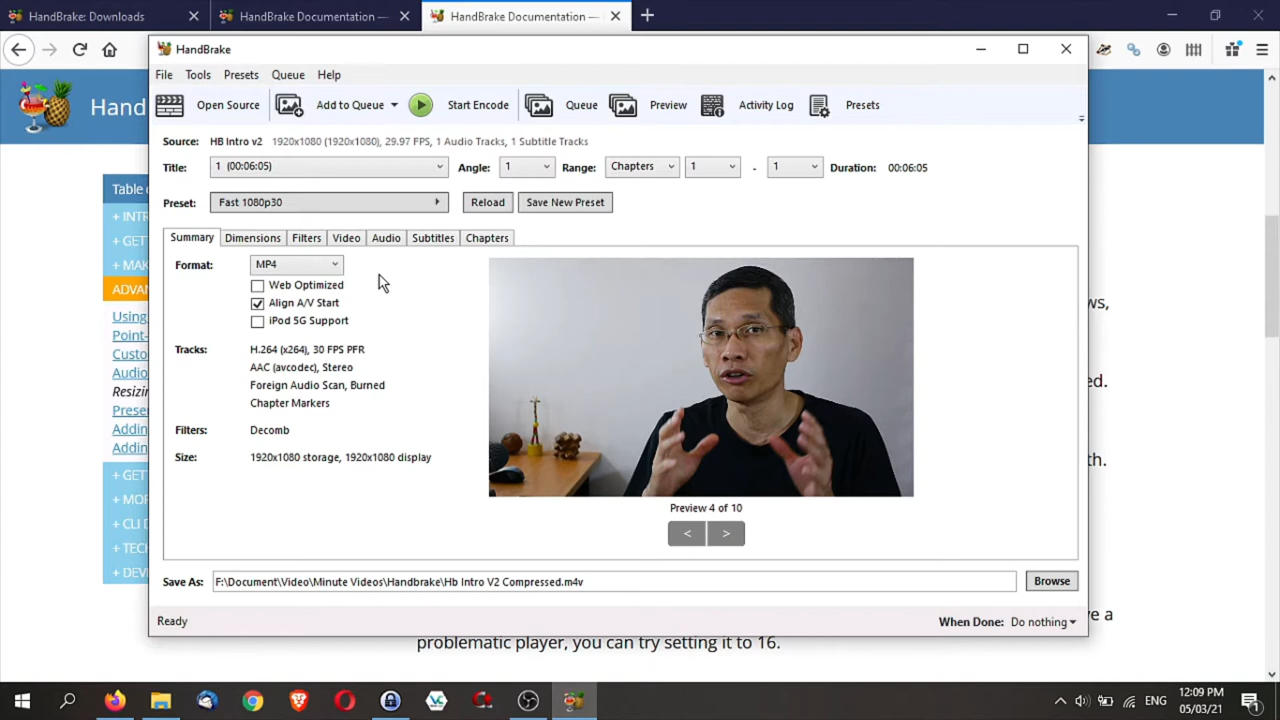 HandBrake: Downloads
HandBrake Documentation —
HandBrake Documentation —
Hand
HandBrake
File Tools Presets Queue Help
Open Source Add to Queue Start Encode Queue Preview Activity Log Presets
Source: HB Intro v2 1920x1080 (1920x1080), 29.97 FPS, 1 Audio Tracks, 1 Subtitle Tracks
Title: 1 (00:06:05) Angle: 1 Range: Chapters 1 - 1 Duration: 00:06:05
Preset: Fast 1080p30 Reload Save New Preset
Summary Dimensions Filters Video Audio Subtitles Chapters
Format: MP4
Web Optimized
Align A/V Start
iPod 5G Support
Tracks: H.264 (x264), 30 FPS PFR
AAC (avcodec), Stereo
Foreign Audio Scan, Burned
Chapter Markers
Filters: Decomb
Size: 1920x1080 storage, 1920x1080 display
Preview 4 of 10
< >
Save As: F:\Document\Video\Minute Videos\Handbrake\Hb Intro V2 Compressed.m4v Browse
Ready When Done: Do nothing
Table
+ INTR
+ GET
+ MAK
ADVAN
Using
Point-
Custo
Audio
Resizin
Prese
Addin
Addin
+ GET
+ MO
+ CLI D
+ TEC
+ DEV
ws,
ed.
th.
ve a
problematic player, you can try setting it to 16.
ENG
12:09 PM
05/03/21
1